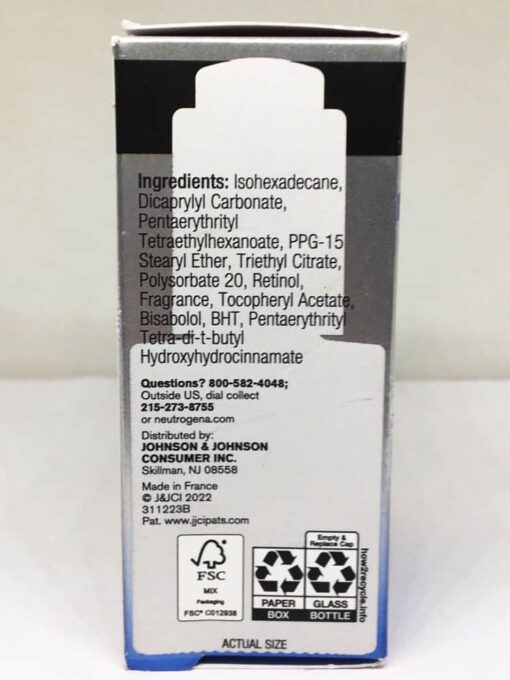 Ingredients: Isohexadecane,
Dicaprylyl Carbonate,
Pentaerythrityl
Tetraethylhexanoate, PPG-15
Stearyl Ether, Triethyl Citrate,
Polysorbate 20, Retinol,
Fragrance, Tocopheryl Acetate,
Bisabolol, BHT, Pentaerythrityl
Tetra-di-t-butyl
Hydroxyhydrocinnamate
Questions? 800-582-4048;
Outside US, dial collect
215-273-8755
or neutrogena.com
Distributed by:
JOHNSON & JOHNSON
CONSUMER INC.
Skillman, NJ 08558
Made in France
© J&JCI 2022
311223B
Pat. www.jjcipats.com
FSC
MIX
Packaging
FSC® C012938
PAPER
BOX
Empty &
Replace Cap
GLASS
BOTTLE
how2recycle.info
ACTUAL SIZE